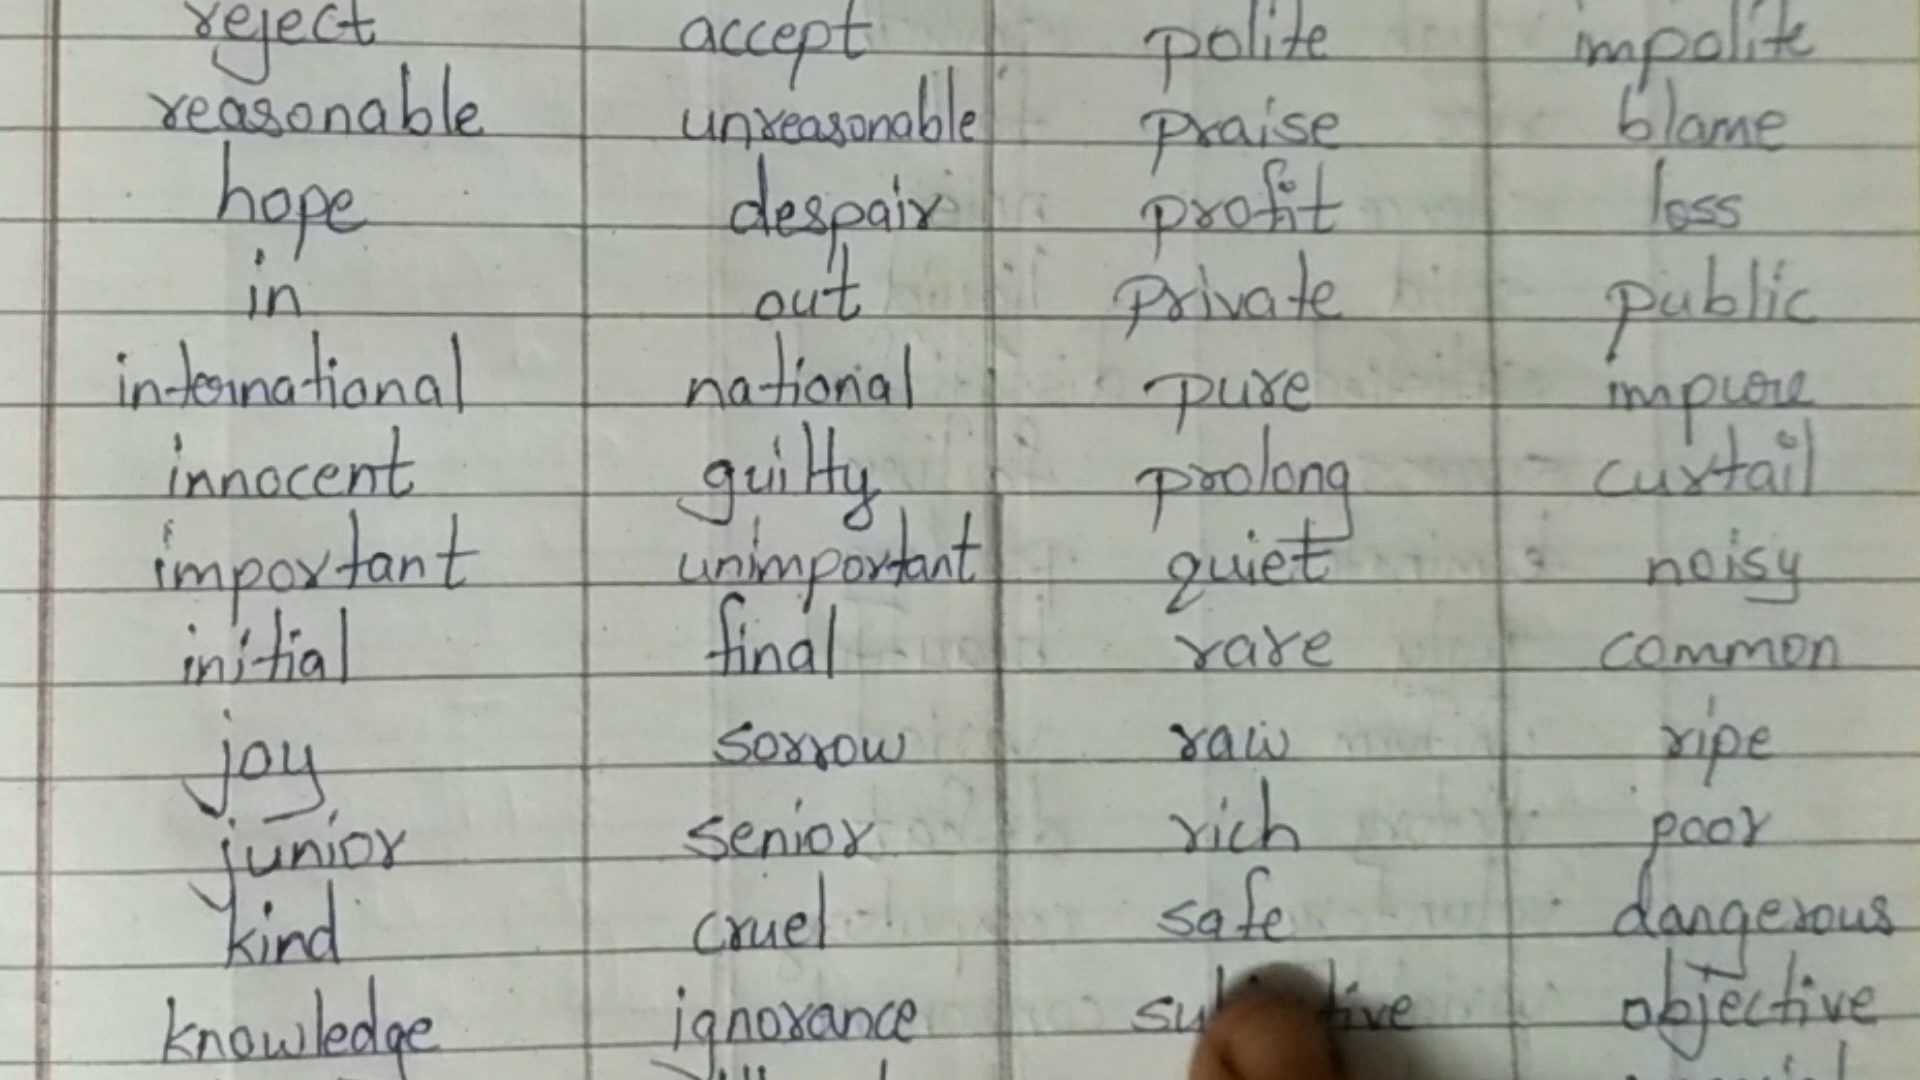 reject accept polite impolite
reasonable unreasonable praise blame
hope despair profit loss
in out private public
international national pure impure
innocent guilty prolong curtail
important unimportant quiet noisy
initial final rare common
joy sorrow raw ripe
junior senior rich poor
kind cruel safe dangerous
knowledge ignorance objective